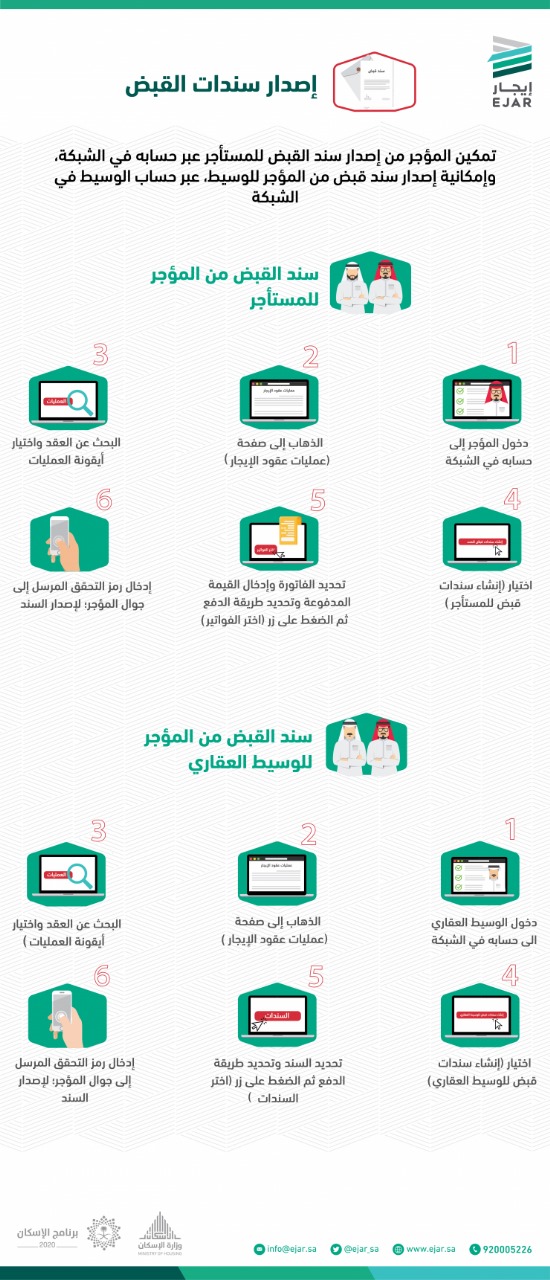 إيجار
EJAR
سند قبض
إصدار سندات القبض
تمكين المؤجر من إصدار سند القبض للمستأجر عبر حسابه في الشبكة،
وإمكانية إصدار سند قبض من المؤجر للوسيط، عبر حساب الوسيط في
الشبكة
سند القبض من المؤجر
للمستأجر
1
دخول المؤجر إلى
حسابه في الشبكة
2
عمليات عقود الإيجار
الذهاب إلى صفحة
(عمليات عقود الإيجار)
3
العمليات
البحث عن العقد واختيار
أيقونة العمليات
4
اختيار (إنشاء سندات
قبض للمستأجر)
5
تحديد الفاتورة وإدخال القيمة
المدفوعة وتحديد طريقة الدفع
ثم الضغط على زر (اختر الفواتير)
6
إدخال رمز التحقق المرسل إلى
جوال المؤجر؛ لإصدار السند
سند القبض من المؤجر
للوسيط العقاري
1
دخول الوسيط العقاري
الى حسابه في الشبكة
2
عمليات عقود الإيجار
الذهاب إلى صفحة
(عمليات عقود الإيجار)
3
العمليات
البحث عن العقد واختيار
أيقونة العمليات)
4
إنشاء سندات قبض للوسيط العقاري
اختيار (إنشاء سندات
قبض للوسيط العقاري)
5
السندات
تحديد السند وتحديد طريقة
الدفع ثم الضغط على زر (اختر
السندات)
6
إدخال رمز التحقق المرسل
إلى جوال المؤجر؛ لإصدار
السند
برنامج الإسكان
2020
وزارة الإسكان
MINISTRY OF HOUSING
info@ejar.sa @ejar_sa www.ejar.sa 920005226